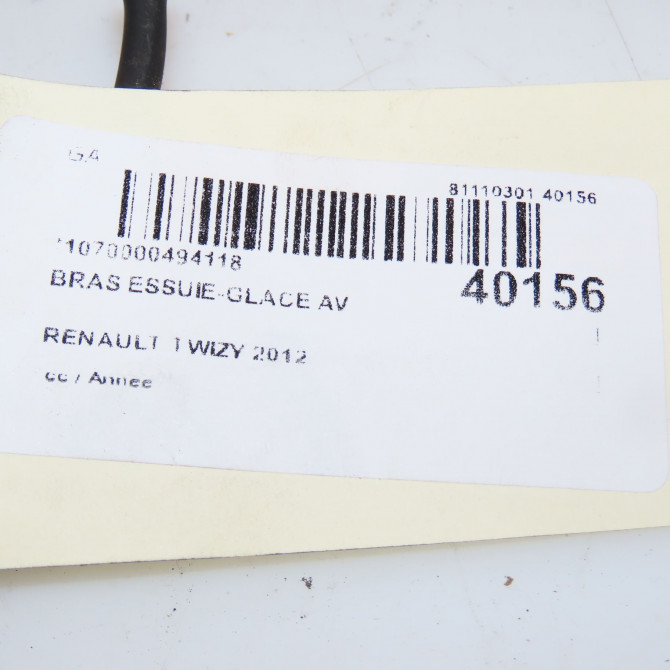 GA
81110301 40156
*1070000494118
40156
BRAS ESSUIE-GLACE AV
RENAULT TWIZY 2012
cc / Annee